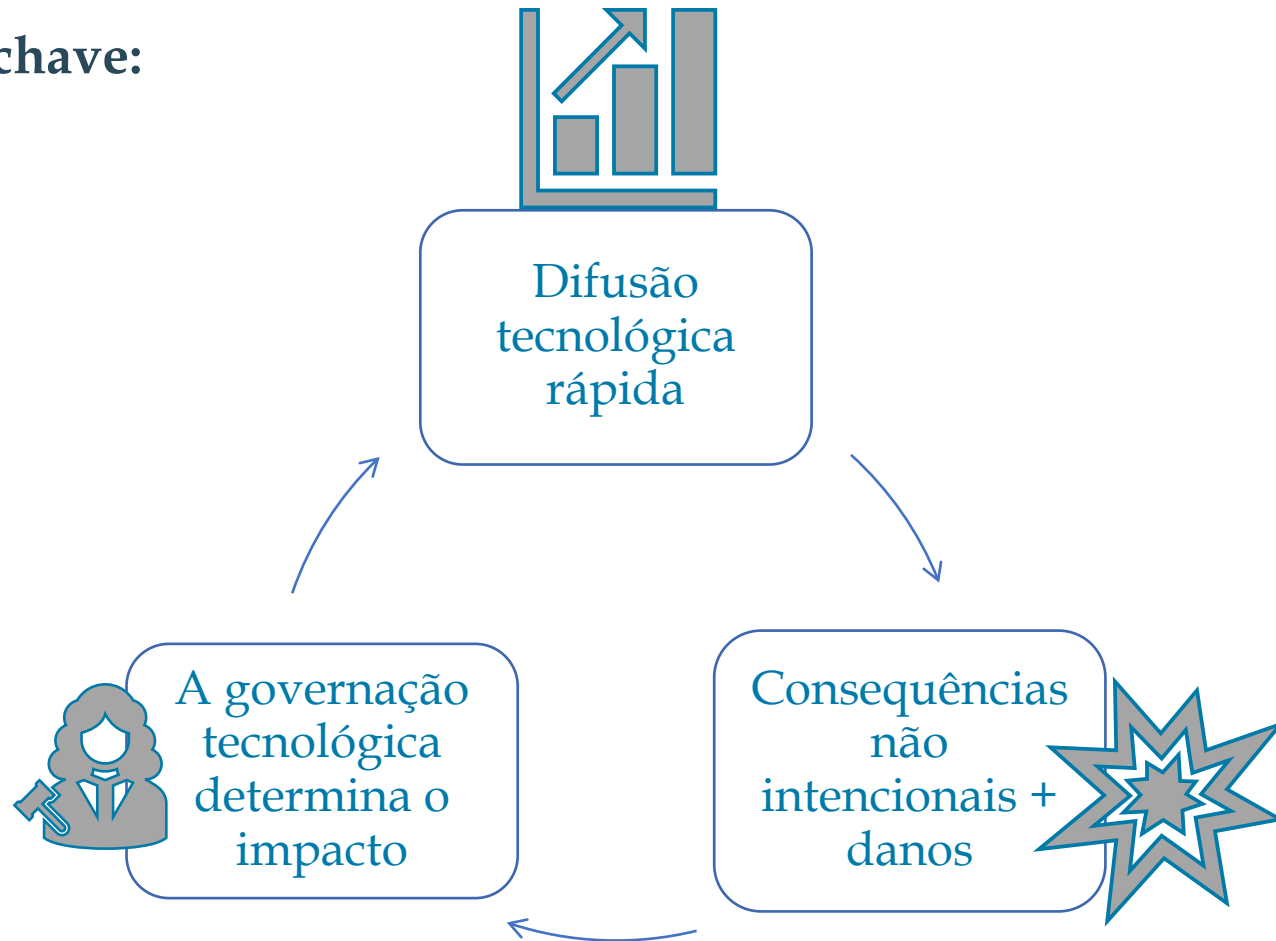 chave:
Difusão
tecnológica
rápida
A governação
tecnológica
determina o
impacto
Consequências
não
intencionais +
danos